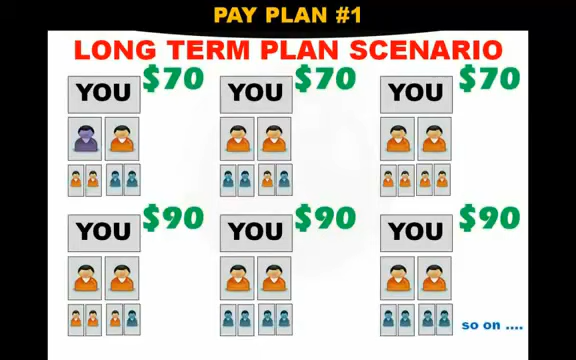 PAY PLAN #1
LONG TERM PLAN SCENARIO
YOU $70 YOU $70 YOU $70
YOU $90 YOU $90 YOU $90
so on ....